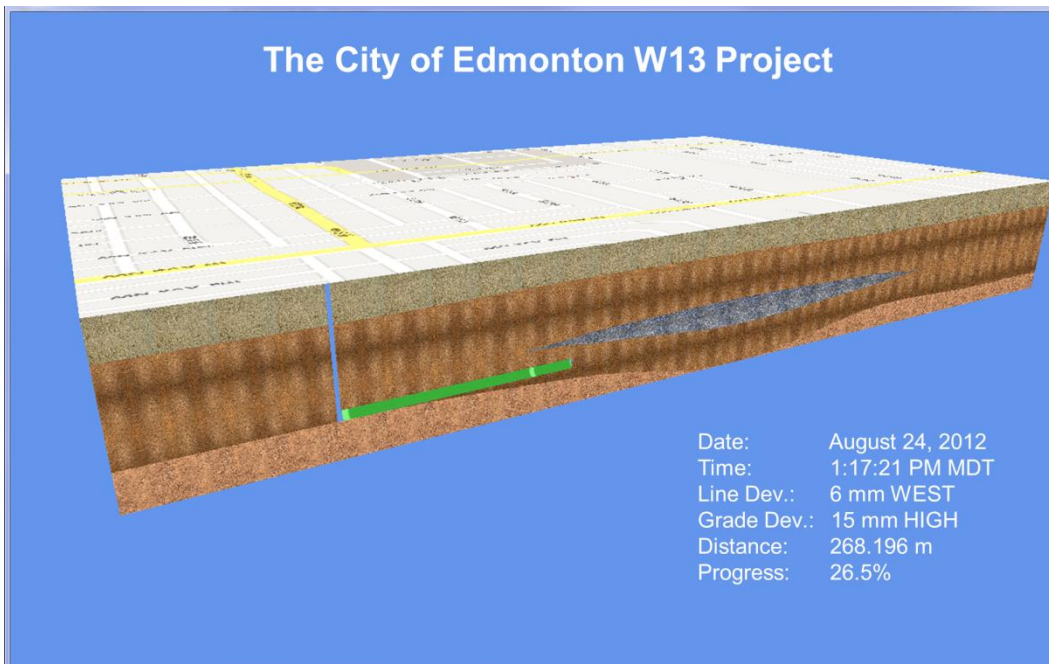 The City of Edmonton W13 Project
Date: August 24, 2012
Time: 1:17:21 PM MDT
Line Dev.: 6 mm WEST
Grade Dev.: 15 mm HIGH
Distance: 268.196 m
Progress: 26.5%